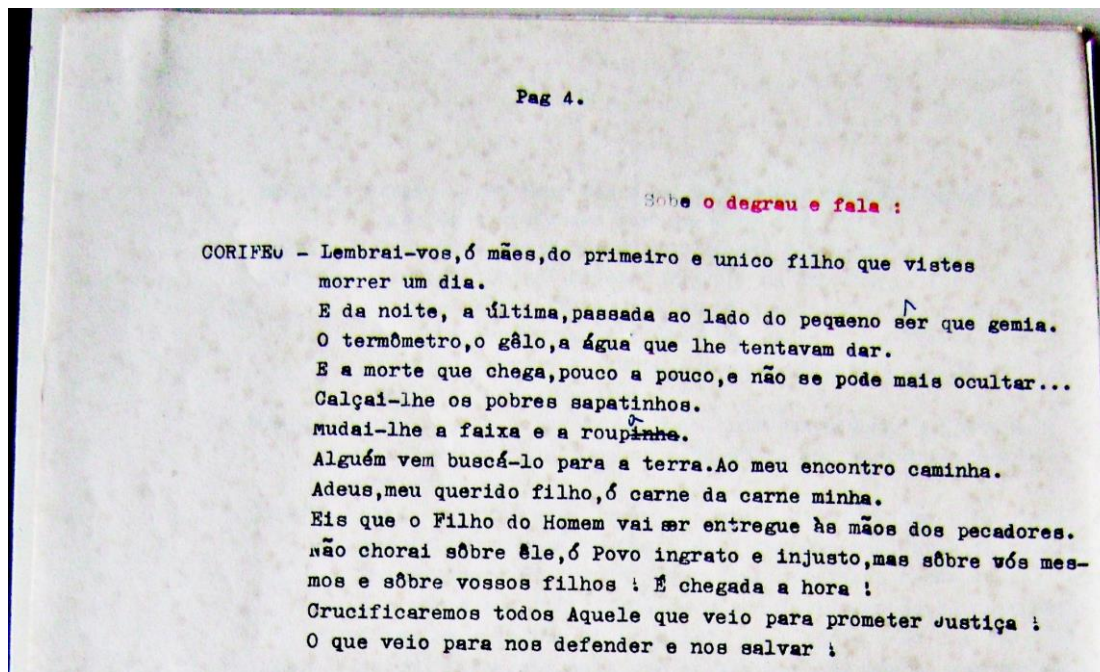 Pag 4.
Sobe o degrau e fala :
CORIFEU - Lembrai-vos,ó mães,do primeiro e unico filho que vistes
morrer um dia.
E da noite, a última,passada ao lado do pequeno sêr que gemia.
O termômetro,o gêlo,a água que lhe tentavam dar.
E a morte que chega,pouco a pouco,e não se pode mais ocultar...
Calçai-lhe os pobres sapatinhos.
Mudai-lhe a faixa e a roupa.
Alguém vem buscá-lo para a terra.Ao meu encontro caminha.
Adeus,meu querido filho,ó carne da carne minha.
Eis que o Filho do Homem vai ser entregue às mãos dos pecadores.
Não chorai sôbre êle,ó Povo ingrato e injusto,mas sôbre vós mes-
mos e sôbre vossos filhos ! É chegada a hora !
Crucificaremos todos Aquele que veio para prometer Justiça !
O que veio para nos defender e nos salvar !